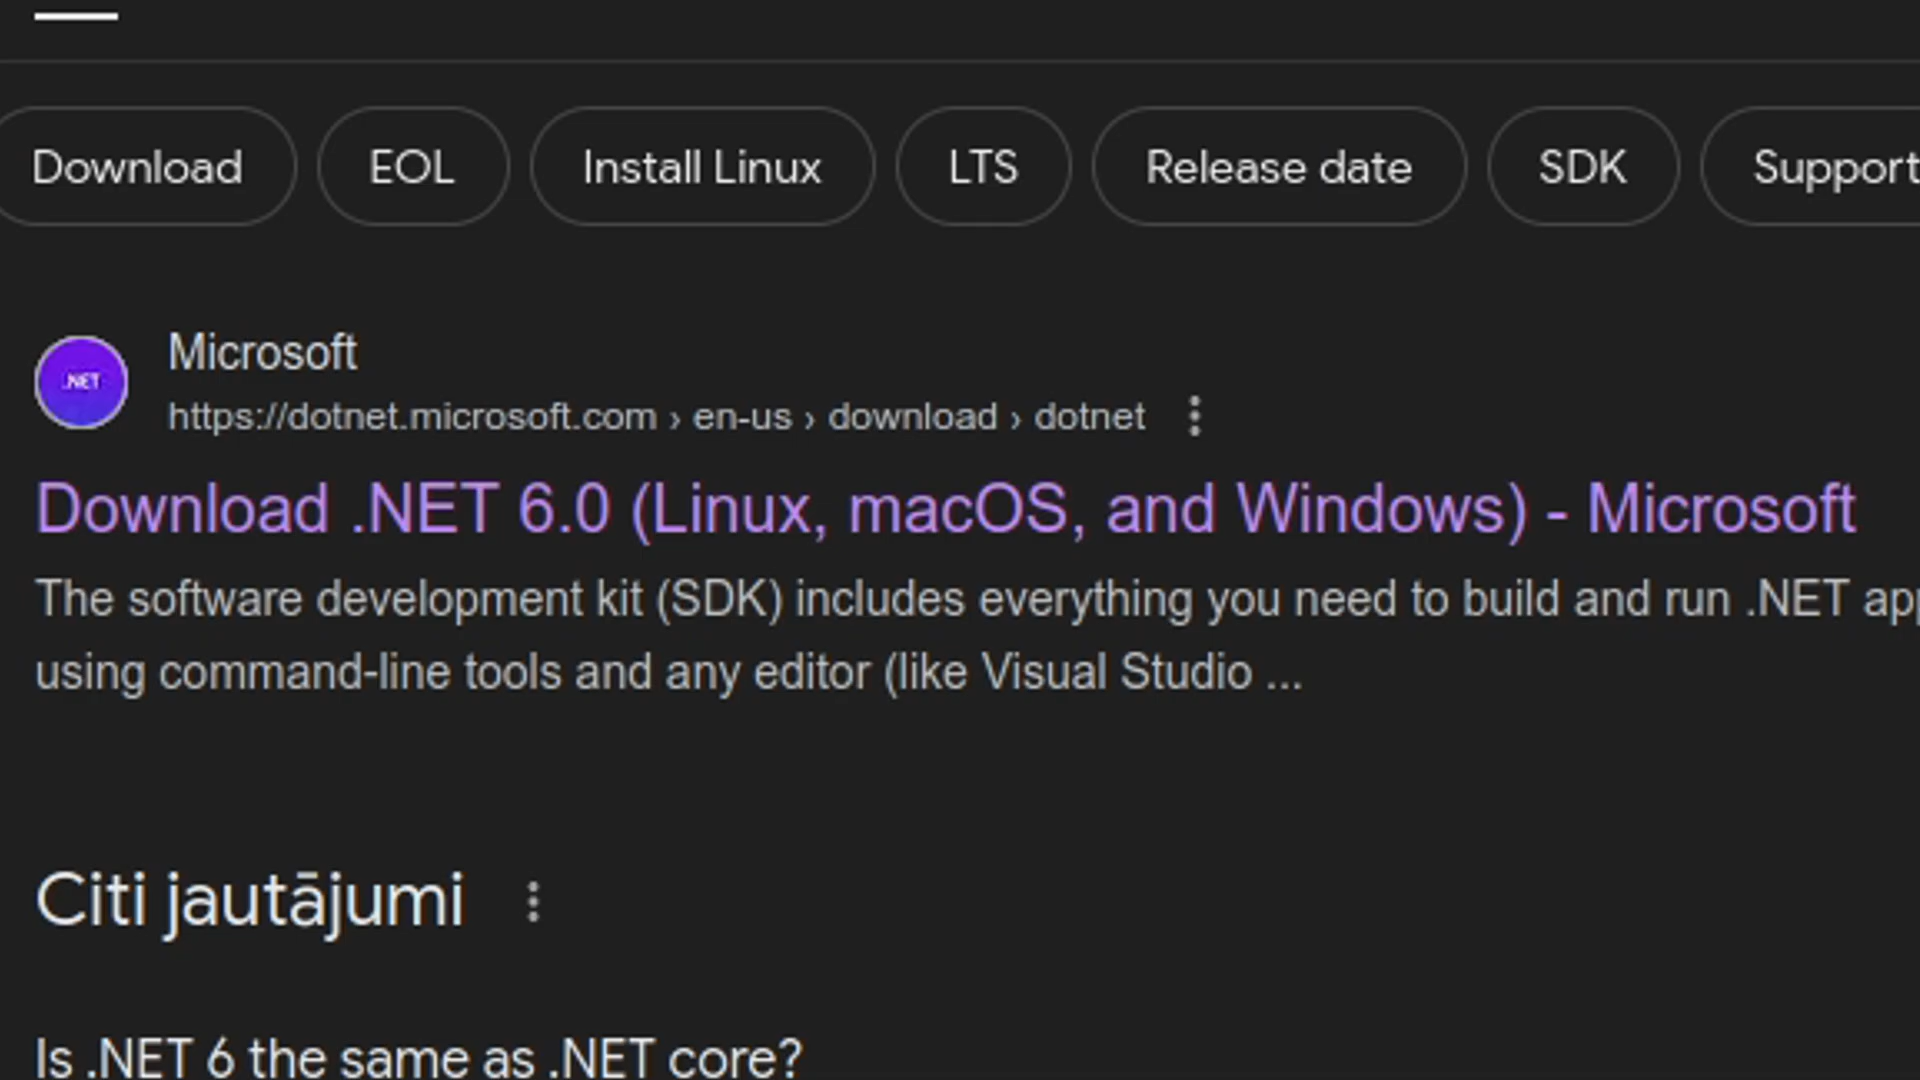 Download EOL Install Linux LTS Release date SDK Support
.NET
Microsoft
https://dotnet.microsoft.com › en-us › download › dotnet
Download .NET 6.0 (Linux, macOS, and Windows) - Microsoft
The software development kit (SDK) includes everything you need to build and run .NET ap
using command-line tools and any editor (like Visual Studio ...
Citi jautājumi
Is .NET 6 the same as .NET core?